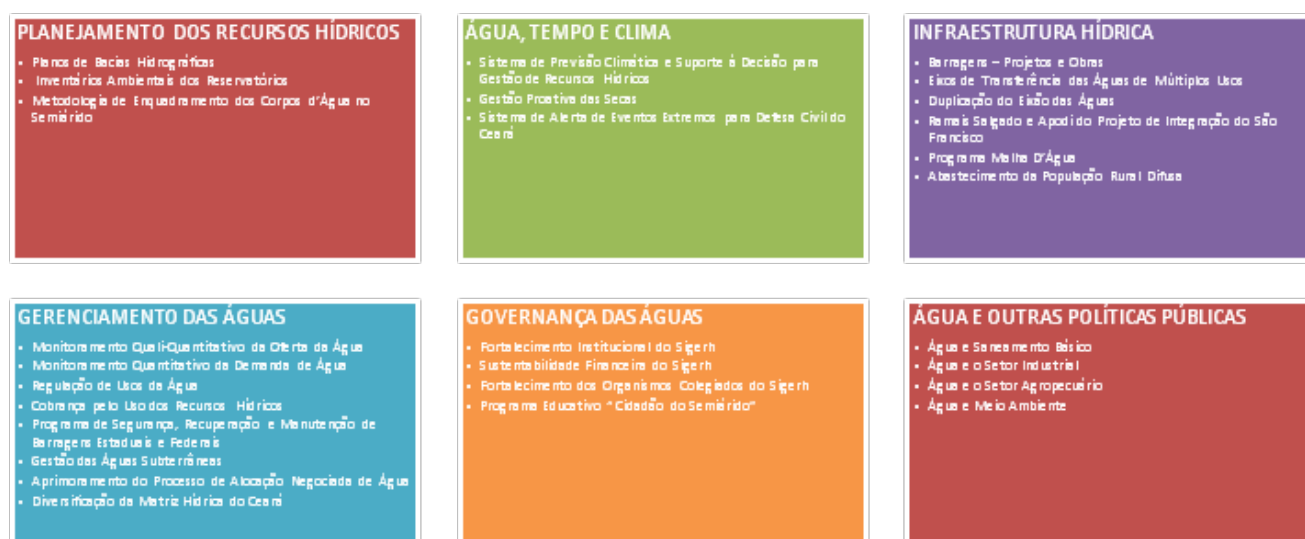 PLANEJAMENTO DOS RECURSOS HÍDRICOS
• Planos de Bacias Hidrográficas
• Inventários Ambientais dos Reservatórios
• Metodologia de Enquadramento dos Corpos d'Água no
Semiárido
ÁGUA, TEMPO E CLIMA
• Sistema de Previsão Climática e Suporte à Decisão para
Gestão de Recursos Hídricos
• Gestão Proativa das Secas
• Sistema de Alerta de Eventos Extremos para Defesa Civil do
Ceará
INFRAESTRUTURA HÍDRICA
• Barragens – Projetos e Obras
• Eixos de Transferência das Águas de Múltiplos Usos
• Duplicação do Eixão das Águas
• Ramais Salgado e Apodi do Projeto de Integração do São
Francisco
• Programa Malha D'Água
• Abastecimento da População Rural Difusa
GERENCIAMENTO DAS ÁGUAS
• Monitoramento Quali-Quantitativo da Oferta da Água
• Monitoramento Quantitativo da Demanda de Água
• Regulação de Usos da Água
• Cobrança pelo Uso dos Recursos Hídricos
• Programa de Segurança, Recuperação e Manutenção de
Barragens Estaduais e Federais
• Gestão das Águas Subterrâneas
• Aprimoramento do Processo de Alocação Negociada de Água
• Diversificação da Matriz Hídrica do Ceará
GOVERNANÇA DAS ÁGUAS
• Fortalecimento Institucional do Sigerh
• Sustentabilidade Financeira do Sigerh
• Fortalecimento dos Organismos Colegiados do Sigerh
• Programa Educativo "Cidadão do Semiárido"
ÁGUA E OUTRAS POLÍTICAS PÚBLICAS
• Água e Saneamento Básico
• Água e o Setor Industrial
• Água e o Setor Agropecuário
• Água e Meio Ambiente